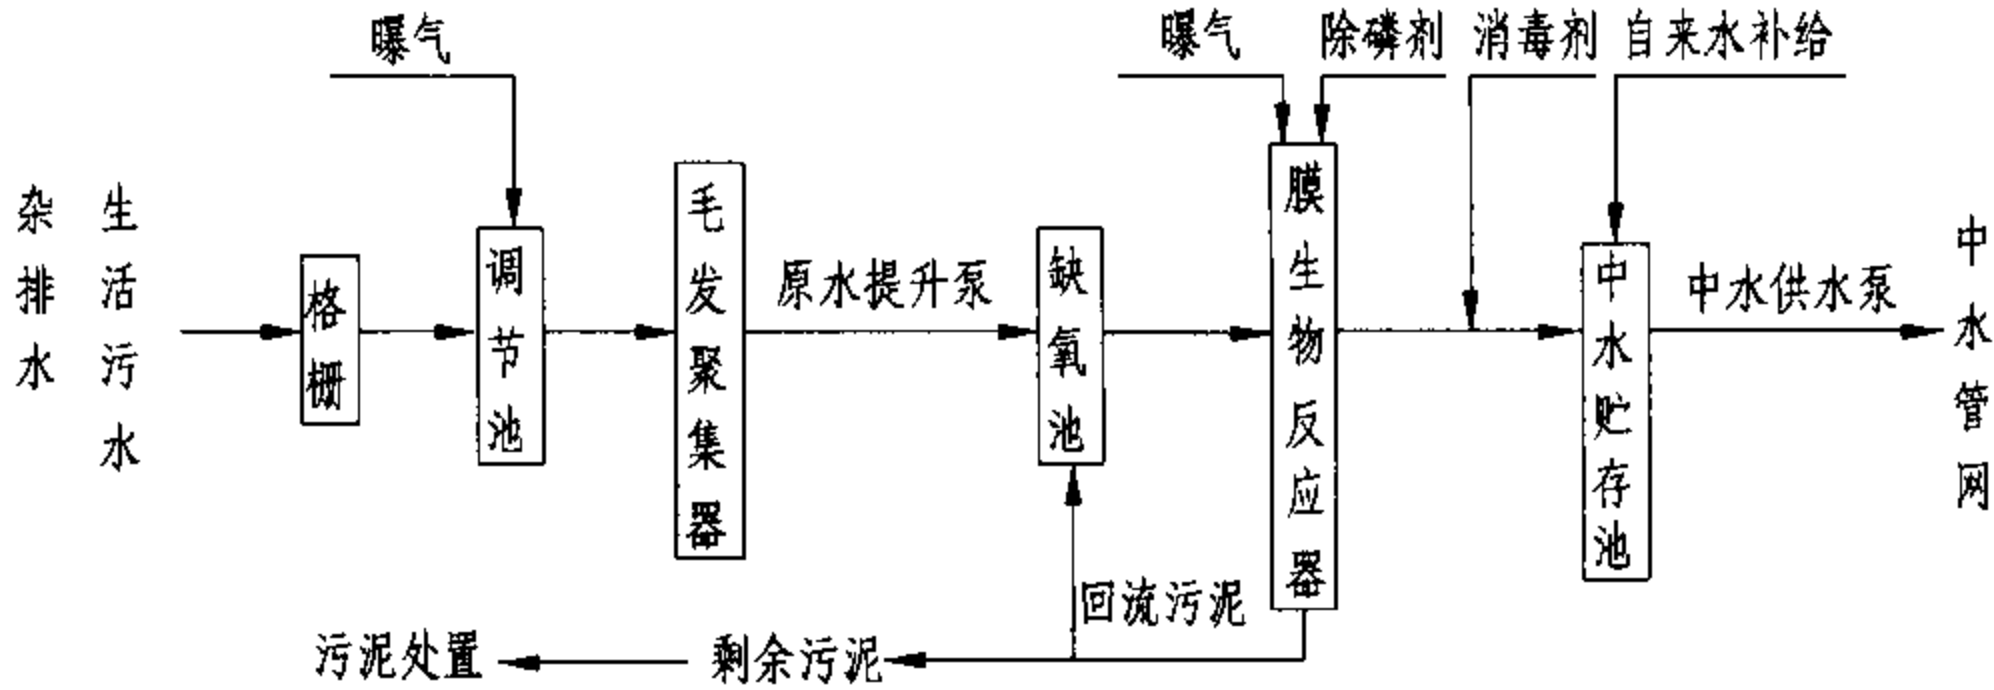 曝气
曝气
除磷剂
消毒剂
自来水补给
杂排水
生活污水
格栅
调节池
毛发聚集器
原水提升泵
缺氧池
膜生物反应器
中水贮存池
中水供水泵
中水管网
回流污泥
剩余污泥
污泥处置